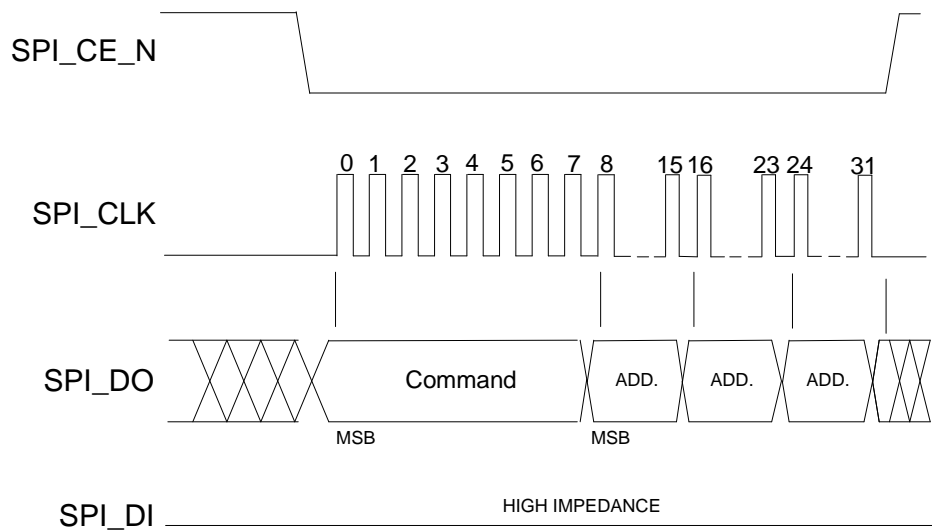 SPI_CE_N
0 1 2 3 4 5 6 7 8 15 16 23 24 31
SPI_CLK
SPI_DO
Command ADD. ADD. ADD.
MSB MSB
HIGH IMPEDANCE
SPI_DI